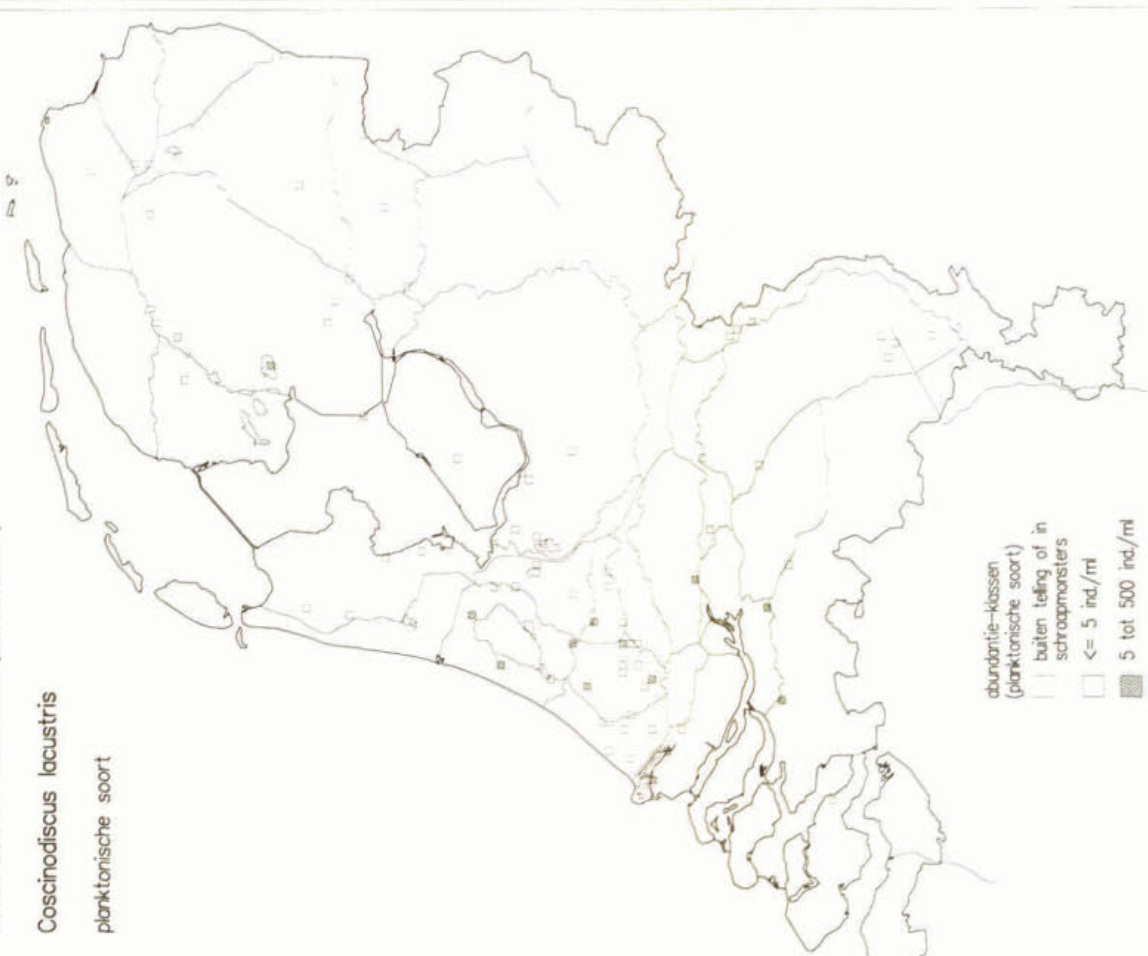 Coscinodiscus lacustris
planktonische soort
abundantie-klassen
(planktonische soort)
buiten telling of in
schraapmonsters
<= 5 ind./ml
5 tot 500 ind./ml